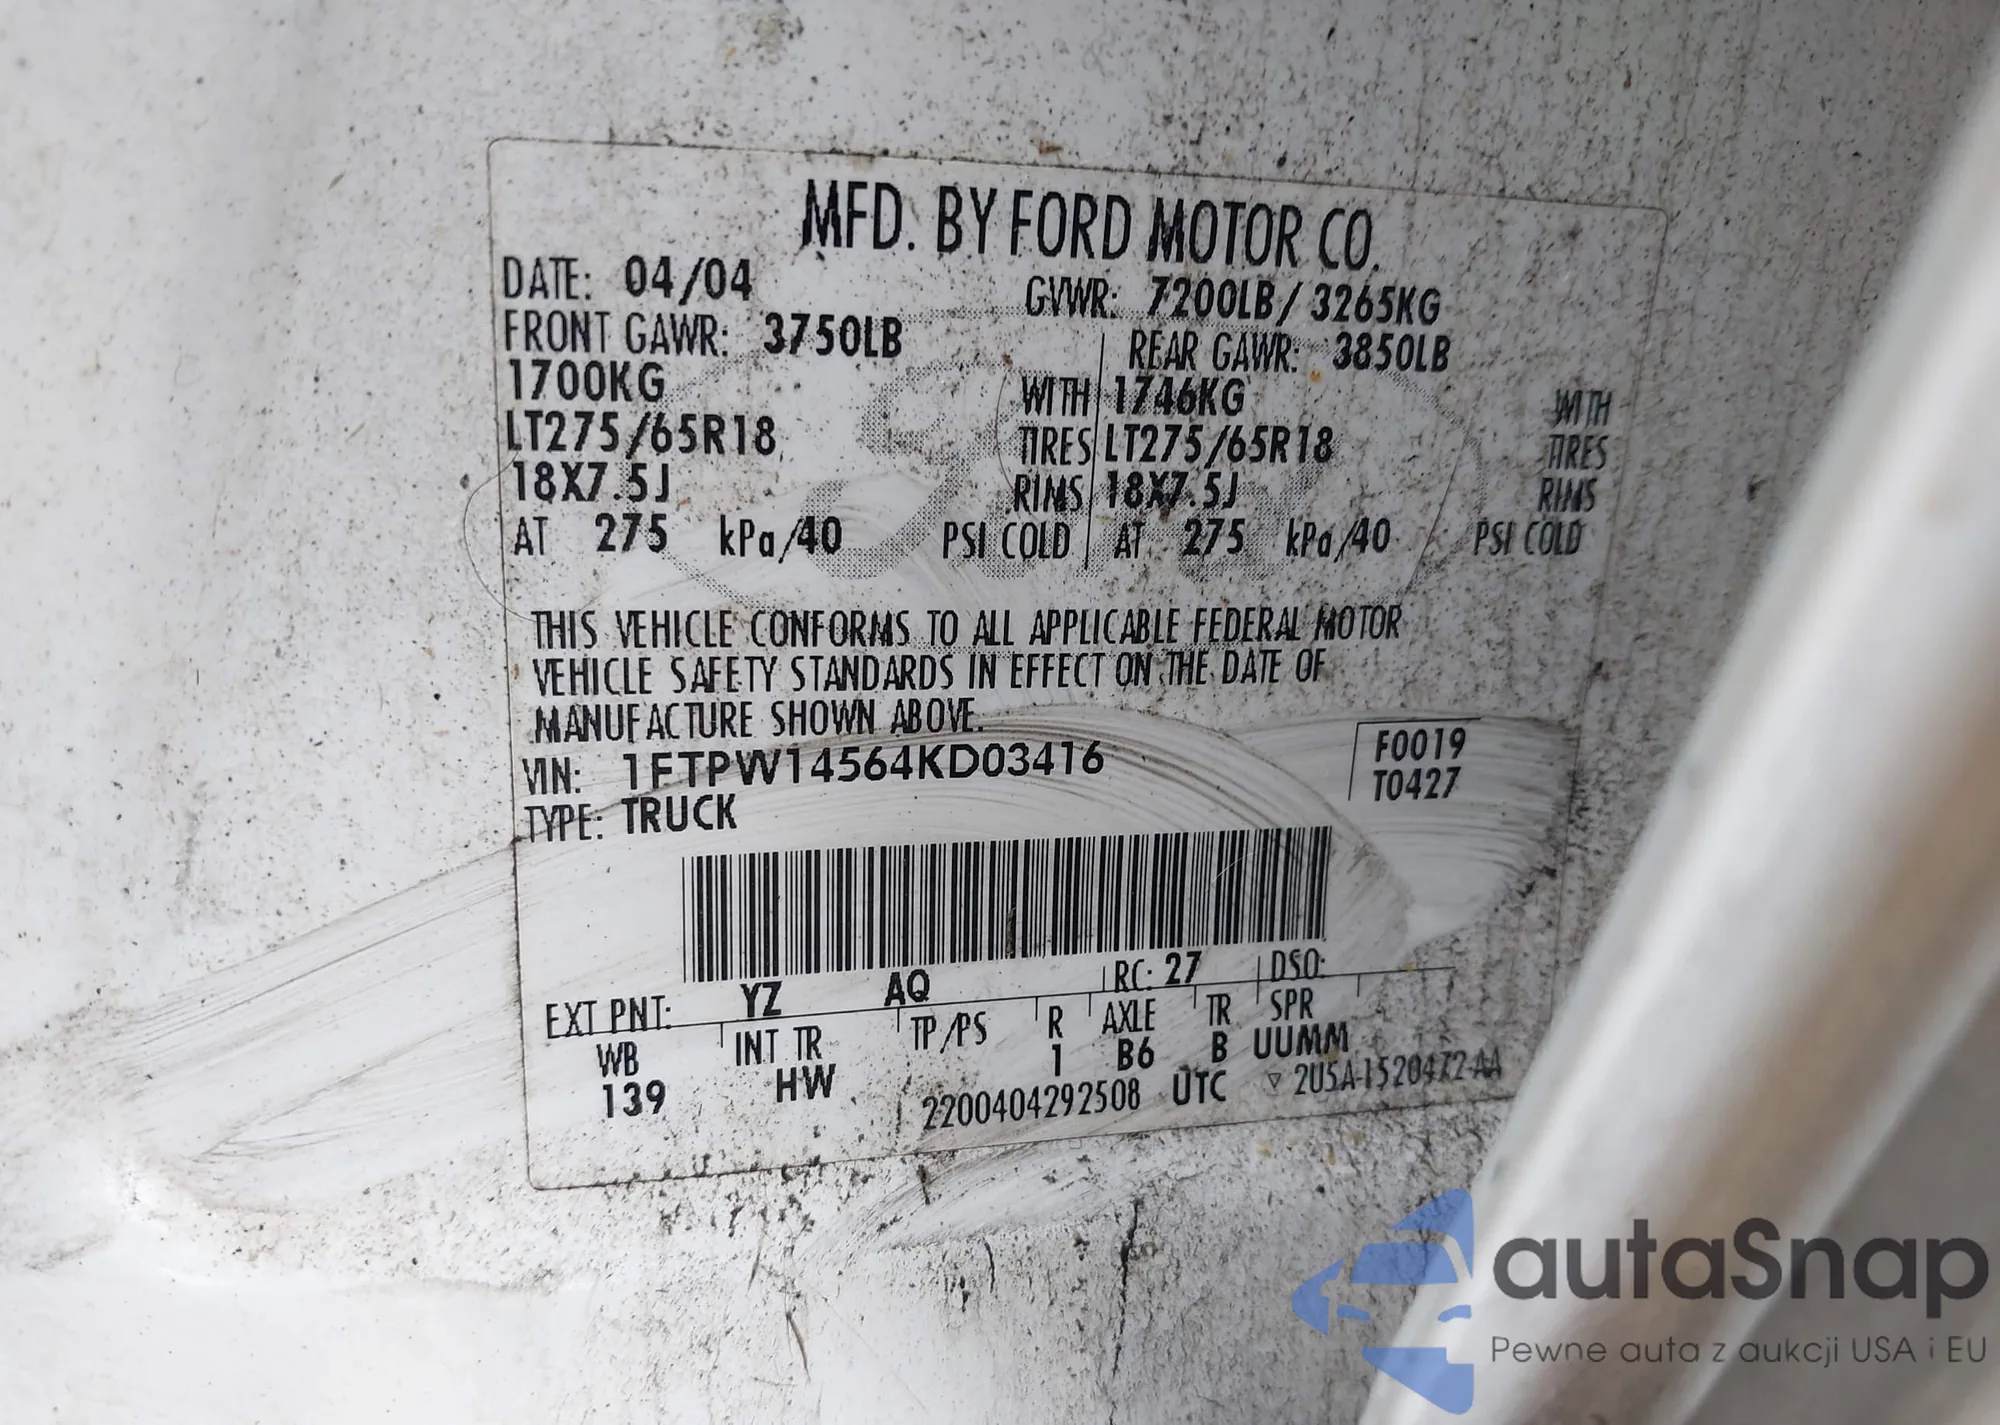 MFD. BY FORD MOTOR CO.
DATE: 04/04 GVWR: 7200LB/3265KG
FRONT GAWR: 3750LB REAR GAWR: 3850LB
1700KG WITH 1746KG WITH
LT275/65R18 TIRES LT275/65R18 TIRES
18X7.5J RIMS 18X7.5J RIMS
AT 275 kPa/40 PSI COLD AT 275 kPa/40 PSI COLD
THIS VEHICLE CONFORMS TO ALL APPLICABLE FEDERAL MOTOR
VEHICLE SAFETY STANDARDS IN EFFECT ON THE DATE OF
MANUFACTURE SHOWN ABOVE.
VIN: 1FTPW14564KD03416 F0019
TYPE: TRUCK T0427
EXT PNT: YZ AQ RC: 27 DSO:
WB INT TR TP/PS R AXLE TR SPR
139 HW 1 B6 B UUMM
2200404292508 UTC 2U5A-1520472-AA
autaSnap
Pewne auta z aukcji USA i EU